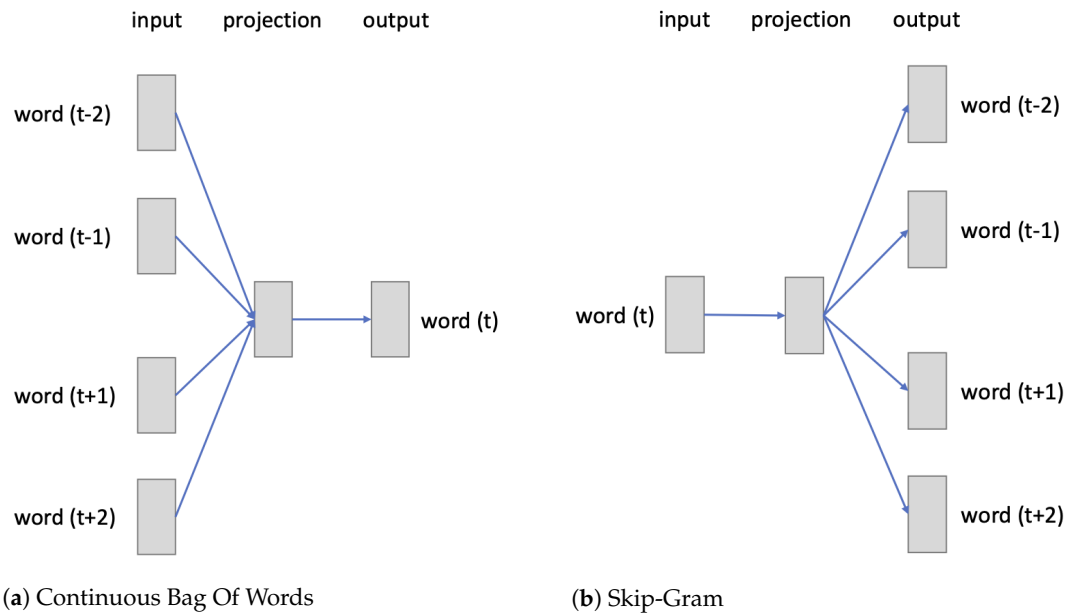 input projection output
word (t-2)
word (t-1)
word (t)
word (t+1)
word (t+2)
(a) Continuous Bag Of Words
input projection output
word (t-2)
word (t-1)
word (t)
word (t+1)
word (t+2)
(b) Skip-Gram